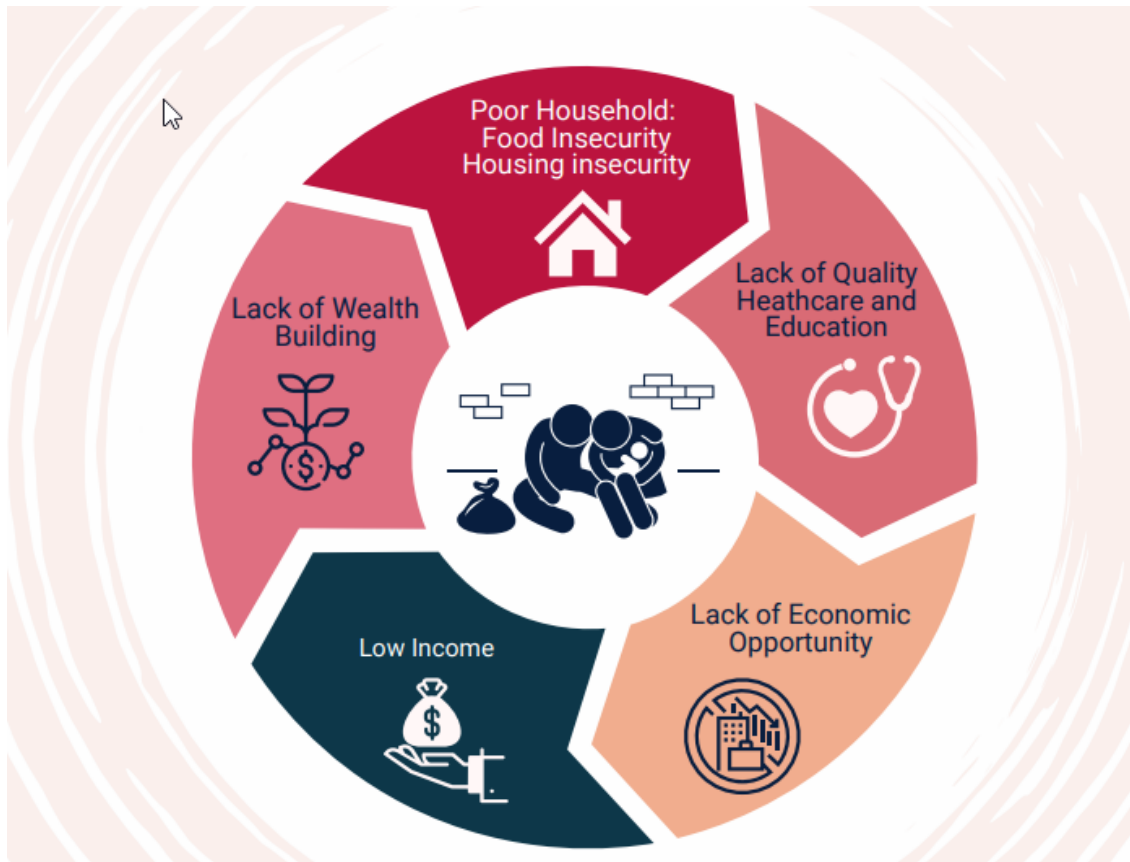 Poor Household:
Food Insecurity
Housing insecurity
Lack of Quality
Heathcare and
Education
Lack of Economic
Opportunity
$
Low Income
$
Lack of Wealth
Building